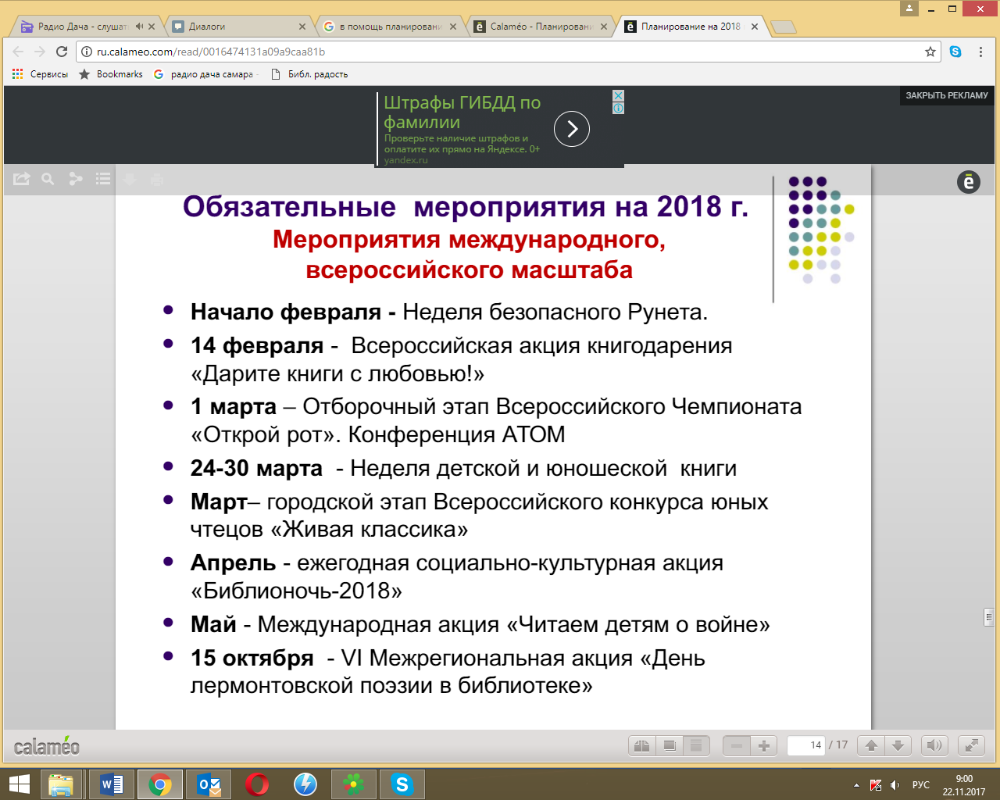 Радио Дача - слушат
Диалоги
в помощь планировани
Calaméo - Планировани
Планирование на 2018
ru.calameo.com/read/0016474131a09a9caa81b
Сервисы
Bookmarks
радио дача самара -
Библ. радость
ЗАКРЫТЬ РЕКЛАМУ
Штрафы ГИБДД по
фамилии
Проверьте наличие штрафов и
оплатите их прямо на Яндексе. 0+
yandex.ru
Обязательные мероприятия на 2018 г.
Мероприятия международного,
всероссийского масштаба
• Начало февраля - Неделя безопасного Рунета.
• 14 февраля - Всероссийская акция книгодарения
«Дарите книги с любовью!»
• 1 марта – Отборочный этап Всероссийского Чемпионата
«Открой рот». Конференция АТОМ
• 24-30 марта - Неделя детской и юношеской книги
• Март– городской этап Всероссийского конкурса юных
чтецов «Живая классика»
• Апрель - ежегодная социально-культурная акция
«Библионочь-2018»
• Май - Международная акция «Читаем детям о войне»
• 15 октября - VI Межрегиональная акция «День
лермонтовской поэзии в библиотеке»
calaméo
14 / 17
РУС
9:00
22.11.2017